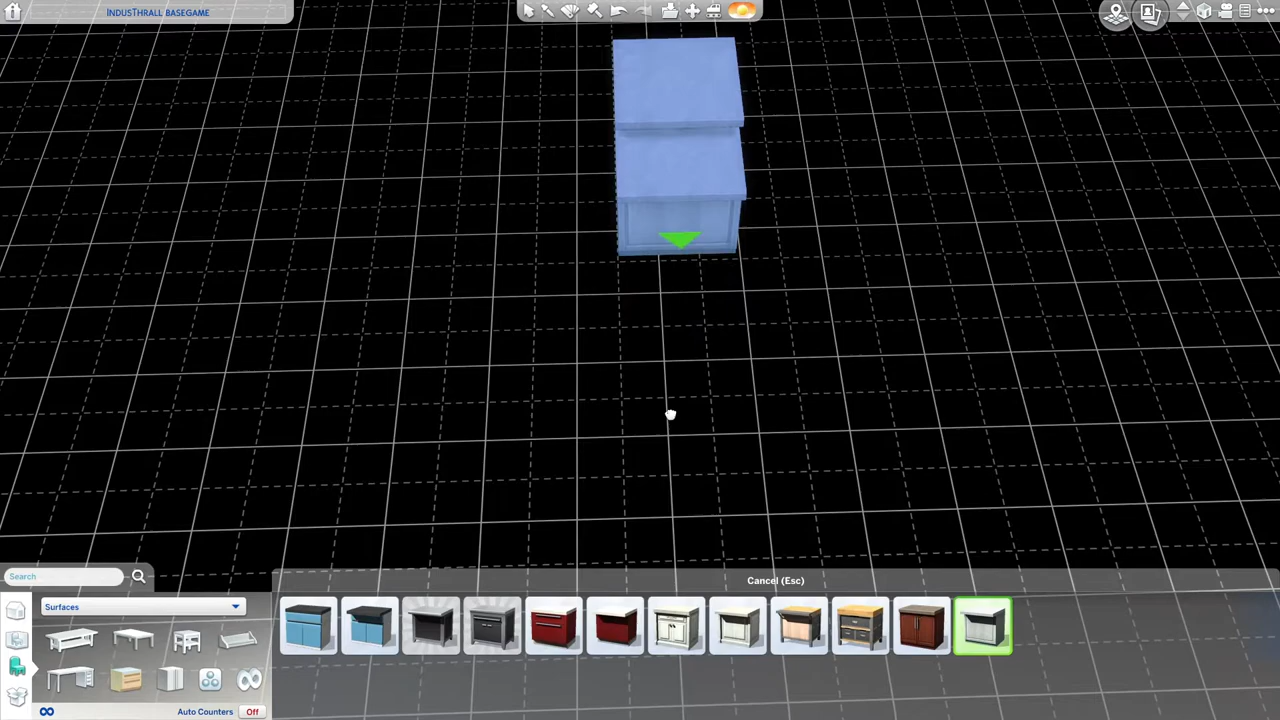 IndusThrall Basegame
Cancel (Esc)
Search
Surfaces
Auto Counters Off